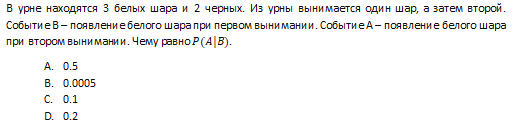 В урне находятся 3 белых шара и 2 черных. Из урны вынимается один шар, а затем второй.
Событие B – появление белого шара при первом вынимании. Событие A – появление белого шара
при втором вынимании. Чему равно P(A|B).
A. 0.5
B. 0.0005
C. 0.1
D. 0.2